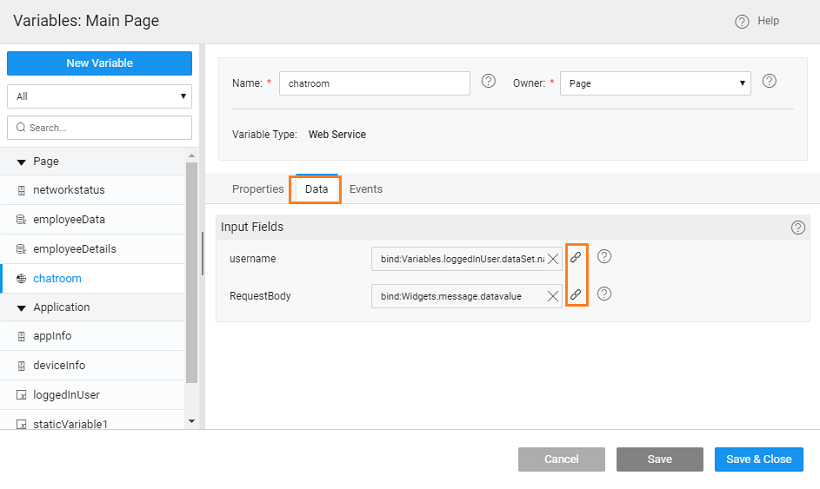 Variables: Main Page
Help
New Variable
All
Search...
Page
networkstatus
employeeData
employeeDetails
chatroom
Application
appInfo
deviceInfo
loggedInUser
staticVariable1
Name: *
chatroom
Owner: *
Page
Variable Type: Web Service
Properties
Data
Events
Input Fields
username
bind:Variables.loggedInUser.dataSet.na
RequestBody
bind:Widgets.message.datavalue
Cancel
Save
Save & Close